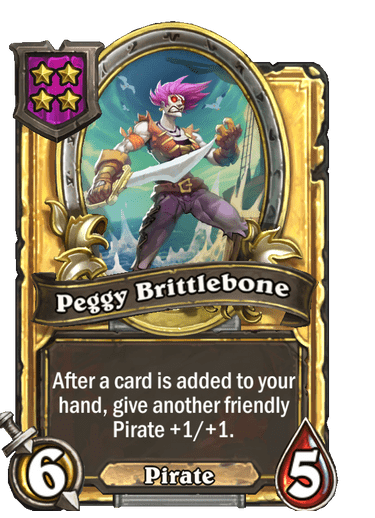 Peggy Brittlebone
After a card is added to your
hand, give another friendly
Pirate +1/+1.
6
Pirate
5